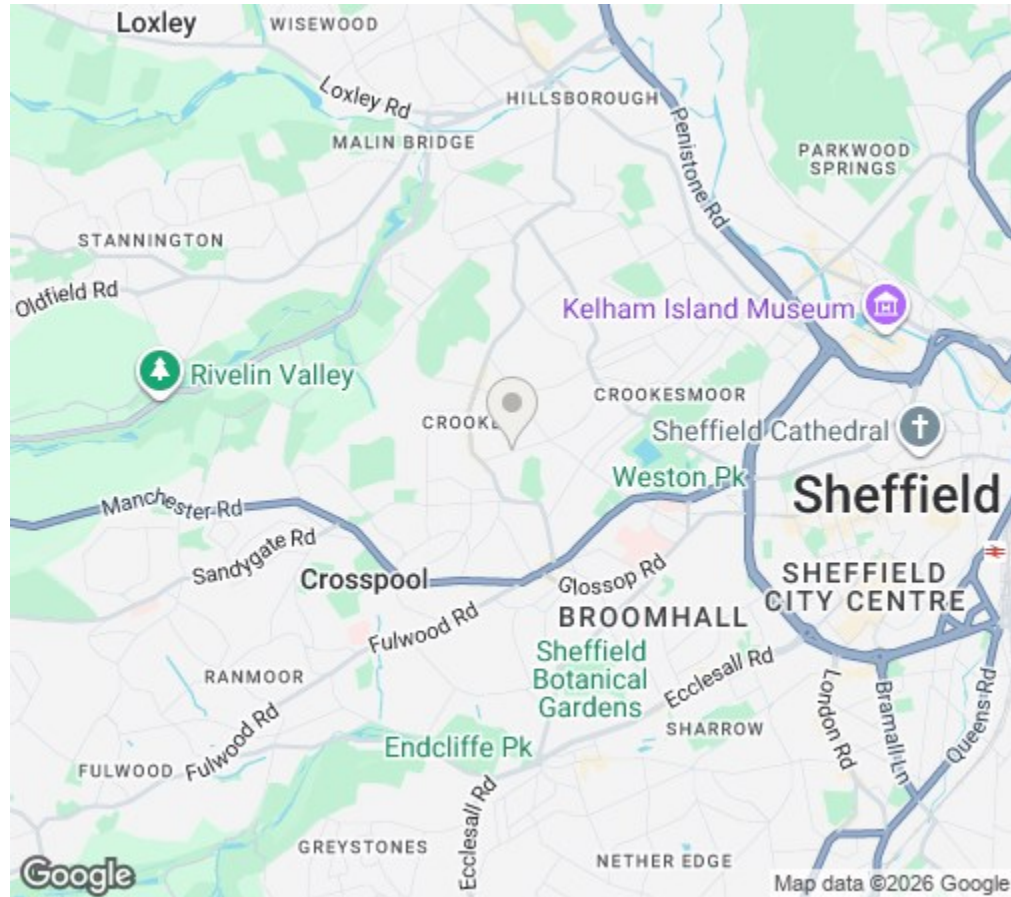 Loxley
WISEWOOD
Loxley Rd
HILLSBOROUGH
MALIN BRIDGE
Penistone Rd
PARKWOOD
SPRINGS
STANNINGTON
Oldfield Rd
Kelham Island Museum
Rivelin Valley
CROOKESMOOR
CROOKE
Sheffield Cathedral
Weston Pk
Sheffield
Manchester Rd
Sandygate Rd
Crosspool
Glossop Rd
SHEFFIELD
CITY CENTRE
BROOMHALL
Fulwood Rd
Sheffield
Botanical
Gardens
Ecclesall Rd
RANMOOR
London Rd
Bramall Ln
Queens Rd
SHARROW
Fulwood Rd
Endcliffe Pk
FULWOOD
Ecclesall Rd
GREYSTONES
NETHER EDGE
Google
Map data ©2026 Google